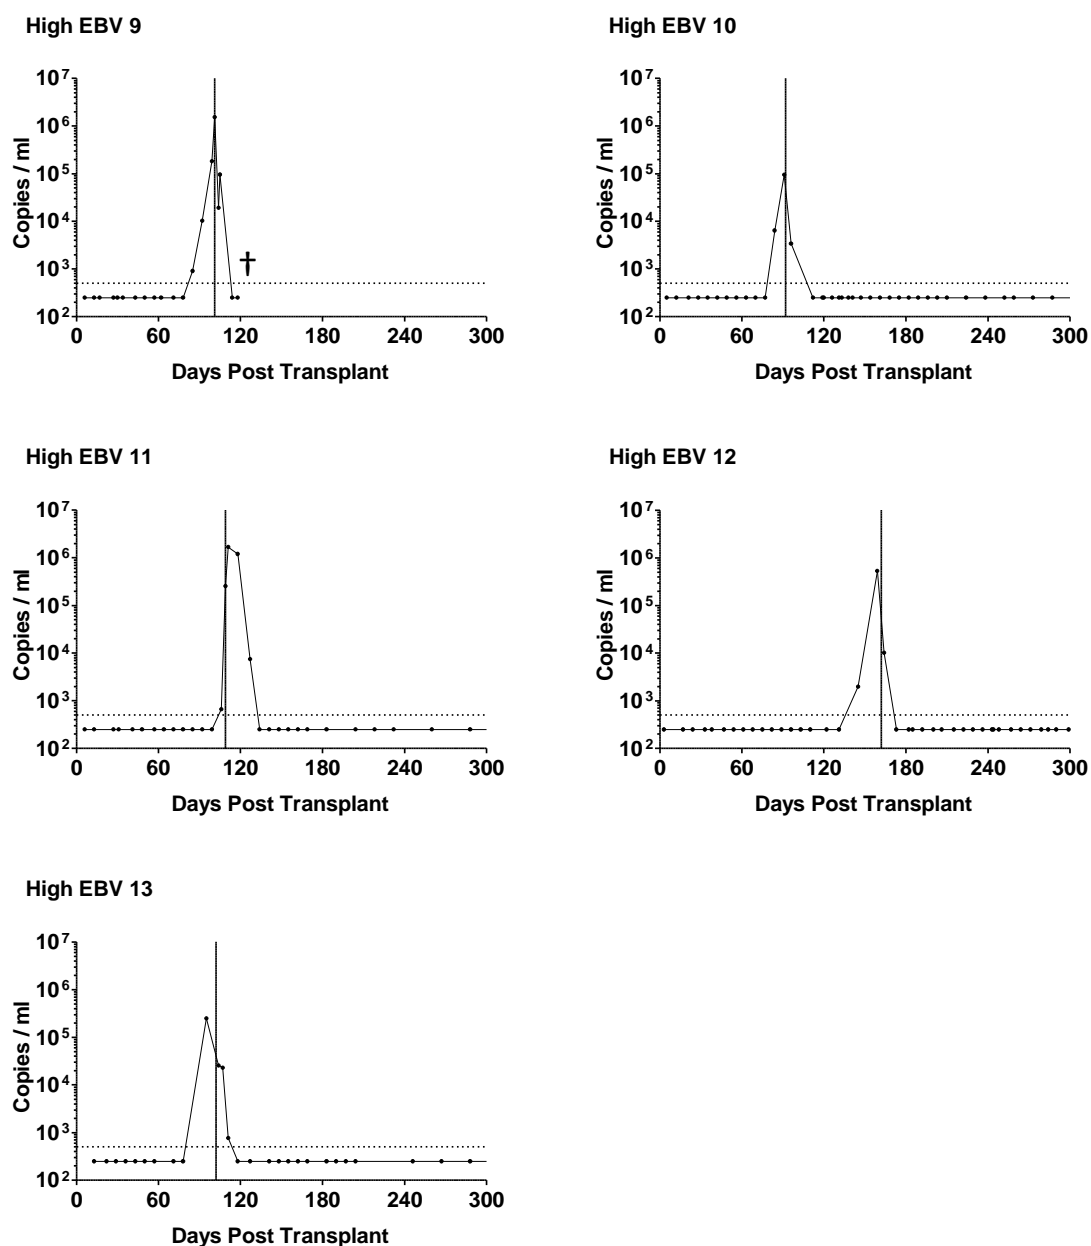 High EBV 9
10⁷
10⁶
10⁵
10⁴
10³
10²
Copies / ml
†
0 60 120 180 240 300
Days Post Transplant
High EBV 10
10⁷
10⁶
10⁵
10⁴
10³
10²
Copies / ml
0 60 120 180 240 300
Days Post Transplant
High EBV 11
10⁷
10⁶
10⁵
10⁴
10³
10²
Copies / ml
0 60 120 180 240 300
Days Post Transplant
High EBV 12
10⁷
10⁶
10⁵
10⁴
10³
10²
Copies / ml
0 60 120 180 240 300
Days Post Transplant
High EBV 13
10⁷
10⁶
10⁵
10⁴
10³
10²
Copies / ml
0 60 120 180 240 300
Days Post Transplant